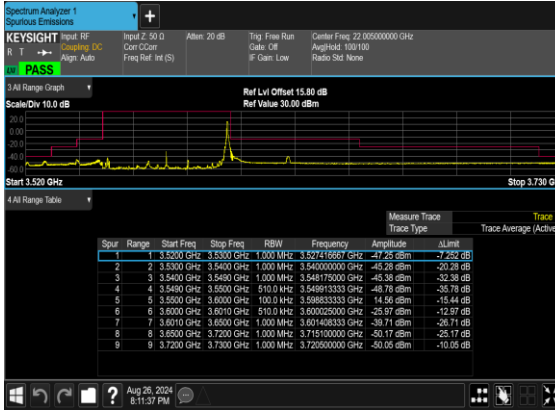 Spectrum Analyzer 1
Spurious Emissions
KEYSIGHT Input: RF Input Z: 50 Ω Atten: 20 dB Trig: Free Run Center Freq: 22.005000000 GHz
R T Coupling: DC Corr CCorr Gate: Off Avg|Hold: 100/100
Align: Auto Freq Ref: Int (S) IF Gain: Low Radio Std: None
PASS
3 All Range Graph
Ref Lvl Offset 15.80 dB
Scale/Div 10.0 dB Ref Value 30.00 dBm
20.0
0.00
-20.0
-40.0
-60.0
Start 3.520 GHz Stop 3.730 G
4 All Range Table
Measure Trace Trace
Trace Type Trace Average (Active
Spur Range Start Freq Stop Freq RBW Frequency Amplitude ΔLimit
1 1 3.5200 GHz 3.5300 GHz 1.000 MHz 3.527416667 GHz -47.25 dBm -7.252 dB
2 2 3.5300 GHz 3.5400 GHz 1.000 MHz 3.540000000 GHz -45.28 dBm -20.28 dB
3 3 3.5400 GHz 3.5490 GHz 1.000 MHz 3.548175000 GHz -45.38 dBm -32.38 dB
4 4 3.5490 GHz 3.5500 GHz 510.0 kHz 3.549913333 GHz -48.78 dBm -35.78 dB
5 5 3.5500 GHz 3.6000 GHz 100.0 kHz 3.598833333 GHz 14.56 dBm -15.44 dB
6 6 3.6000 GHz 3.6010 GHz 510.0 kHz 3.600025000 GHz -25.97 dBm -12.97 dB
7 7 3.6010 GHz 3.6500 GHz 1.000 MHz 3.601408333 GHz -39.71 dBm -26.71 dB
8 8 3.6500 GHz 3.7200 GHz 1.000 MHz 3.715100000 GHz -50.17 dBm -25.17 dB
9 9 3.7200 GHz 3.7300 GHz 1.000 MHz 3.720500000 GHz -50.05 dBm -10.05 dB
Aug 26, 2024
8:11:37 PM